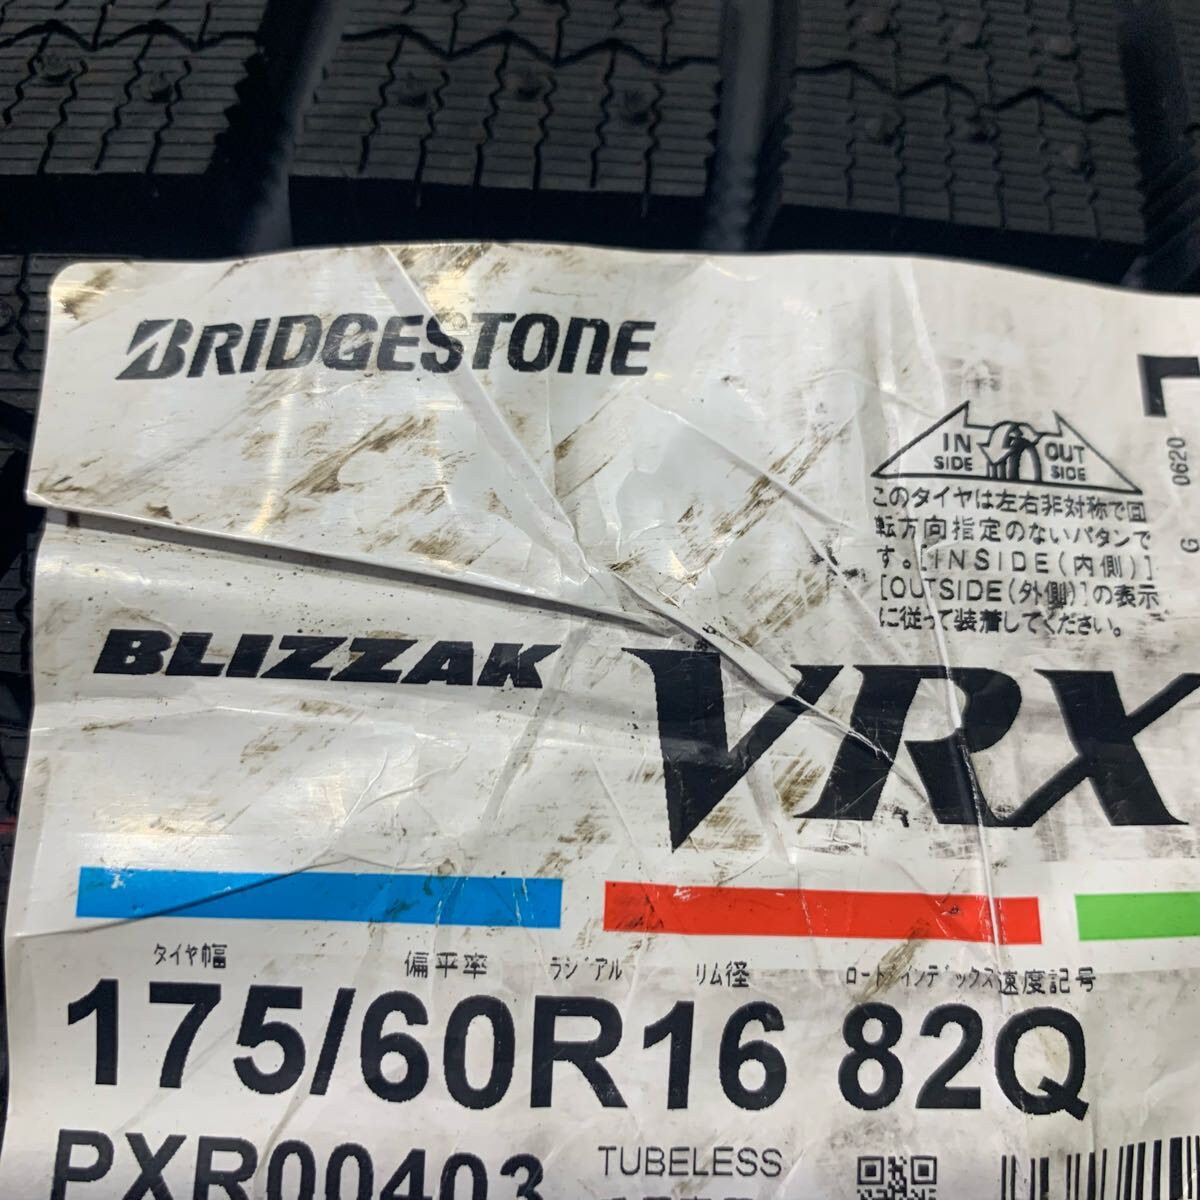 BRIDGESTONE
IN SIDE OUT SIDE
0620
G
このタイヤは左右非対称で回
転方向指定のないパタンで
す。[INSIDE(内側)]
[OUTSIDE(外側)]の表示
に従って装着してください。
BLIZZAK VRX
タイヤ幅 偏平率 ラジアル リム径 ロードインデックス 速度記号
175/60R16 82Q
PXR00403 TUBELESS